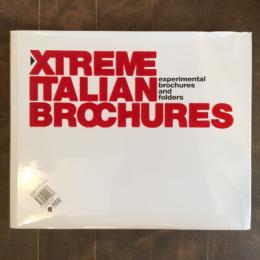 XTREME
ITALIAN
BROCHURES
experimental
brochures
and
folders